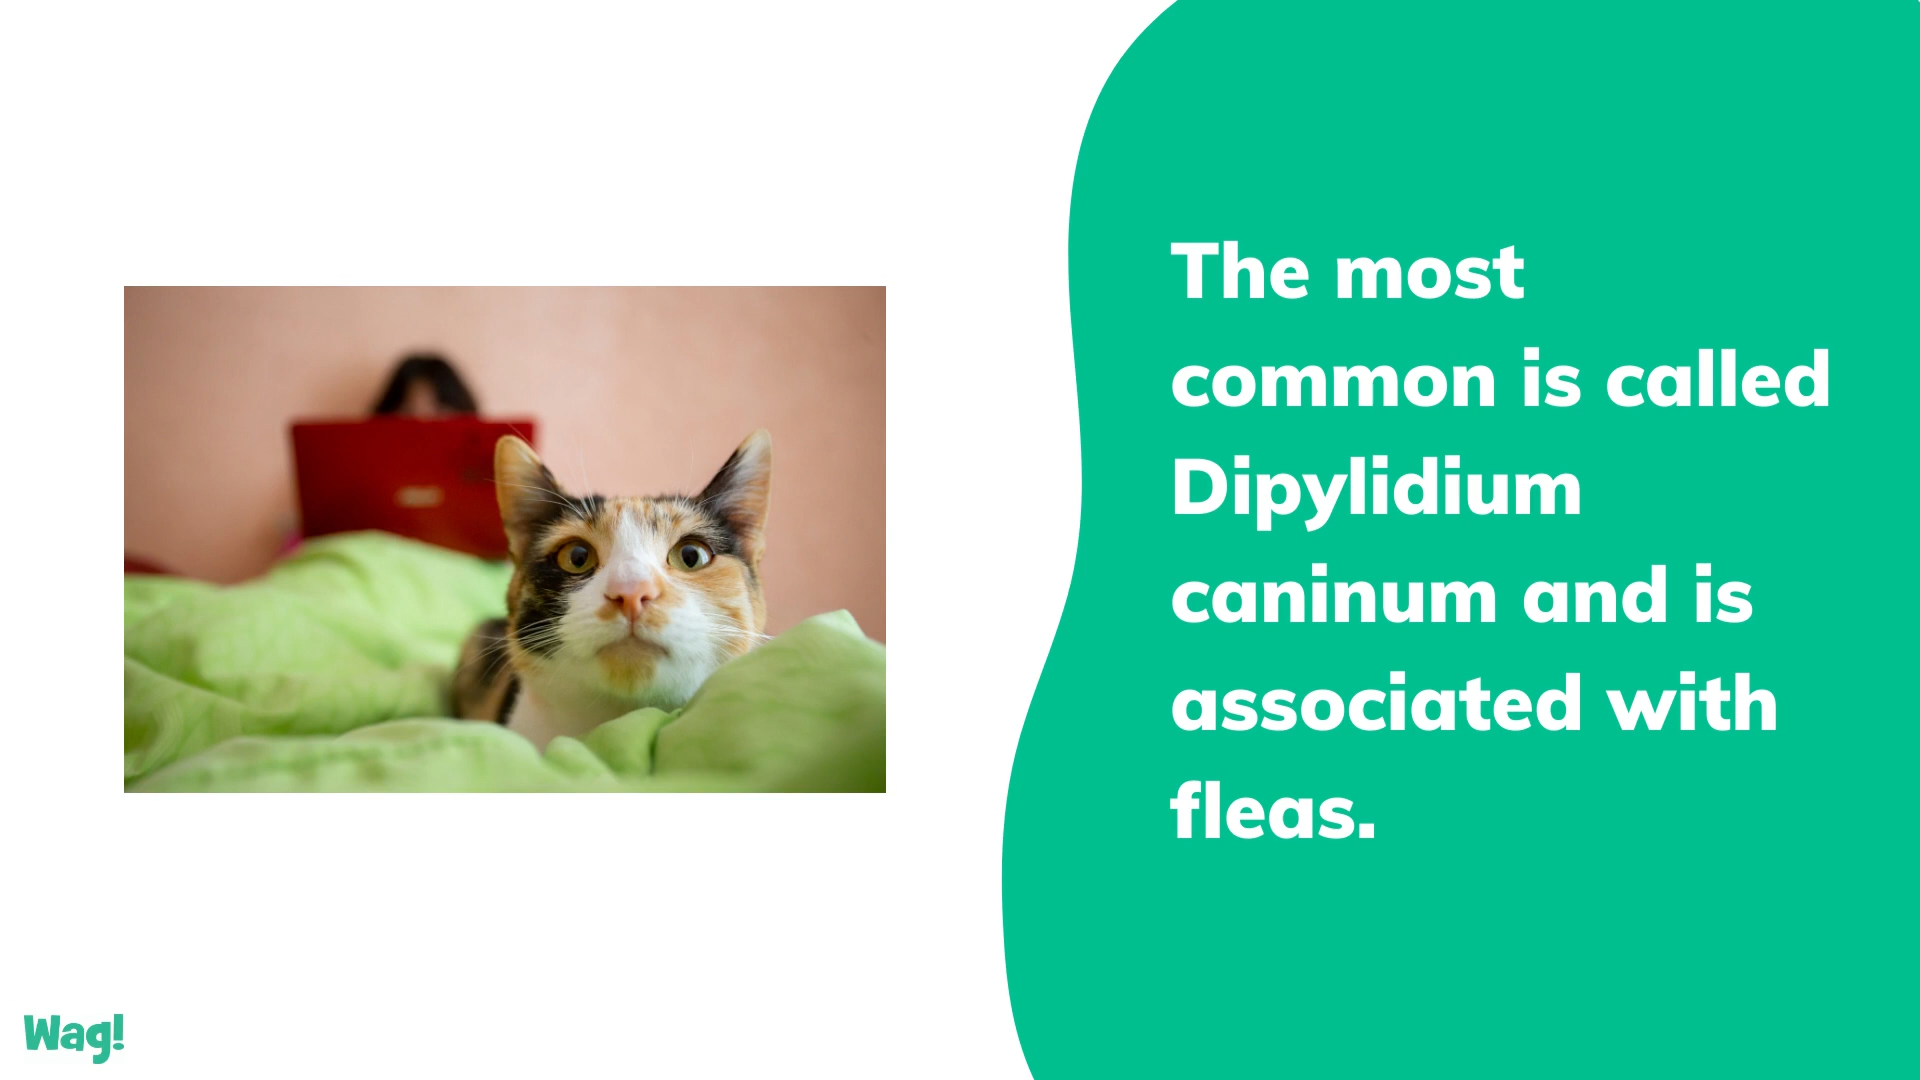 The most
common is called
Dipylidium
caninum and is
associated with
fleas.
Wag!